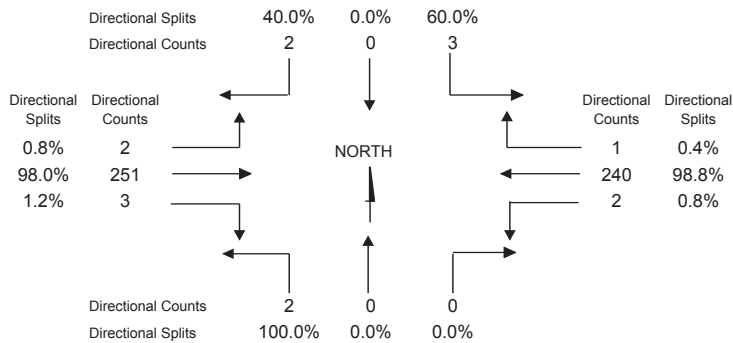 Directional Splits 40.0% 0.0% 60.0%
Directional Counts 2 0 3
Directional Directional
Splits Counts
0.8% 2
98.0% 251
1.2% 3
NORTH
Directional Directional
Counts Splits
1 0.4%
240 98.8%
2 0.8%
Directional Counts 2 0 0
Directional Splits 100.0% 0.0% 0.0%